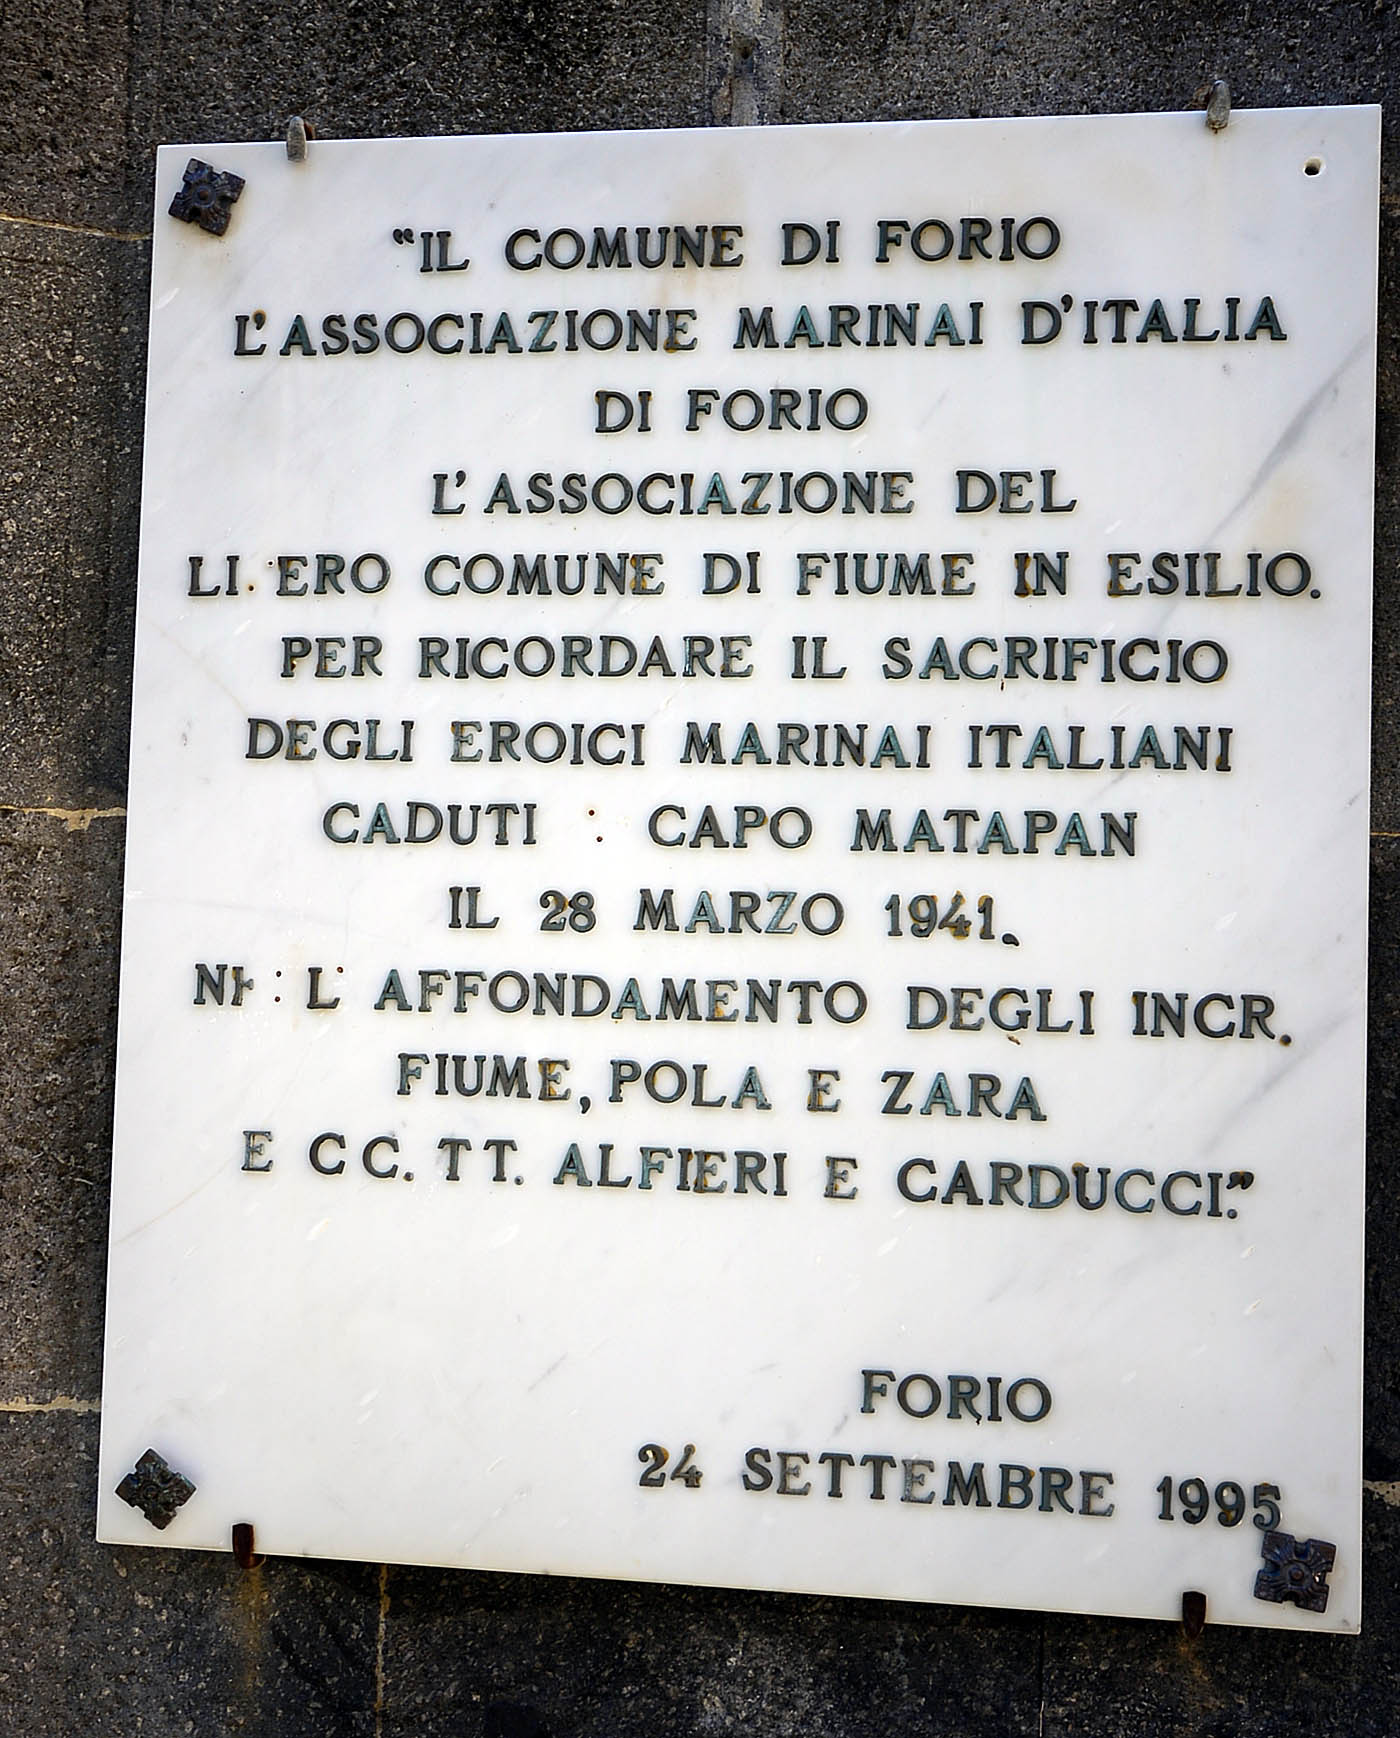 "IL COMUNE DI FORIO
L'ASSOCIAZIONE MARINAI D'ITALIA
DI FORIO
L'ASSOCIAZIONE DEL
LI ERO COMUNE DI FIUME IN ESILIO.
PER RICORDARE IL SACRIFICIO
DEGLI EROICI MARINAI ITALIANI
CADUTI CAPO MATAPAN
IL 28 MARZO 1941.
L AFFONDAMENTO DEGLI INCR.
FIUME, POLA E ZARA
E CC. TT. ALFIERI E CARDUCCI."
FORIO
24 SETTEMBRE 1995